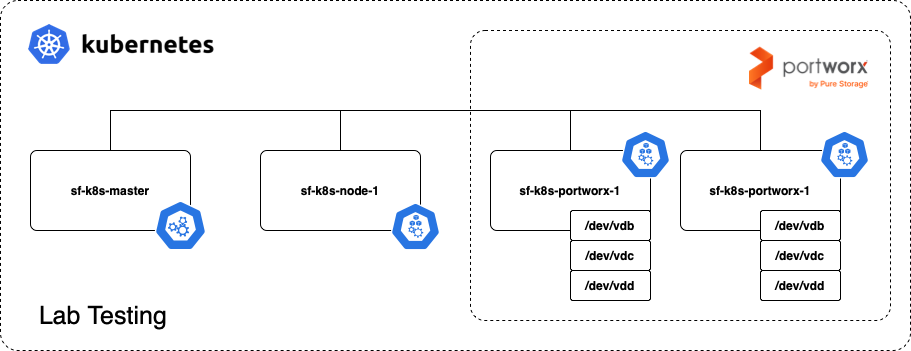 kubernetes
portworx
by Pure Storage
sf-k8s-master
sf-k8s-node-1
sf-k8s-portworx-1
sf-k8s-portworx-1
/dev/vdb
/dev/vdc
/dev/vdd
/dev/vdb
/dev/vdc
/dev/vdd
Lab Testing